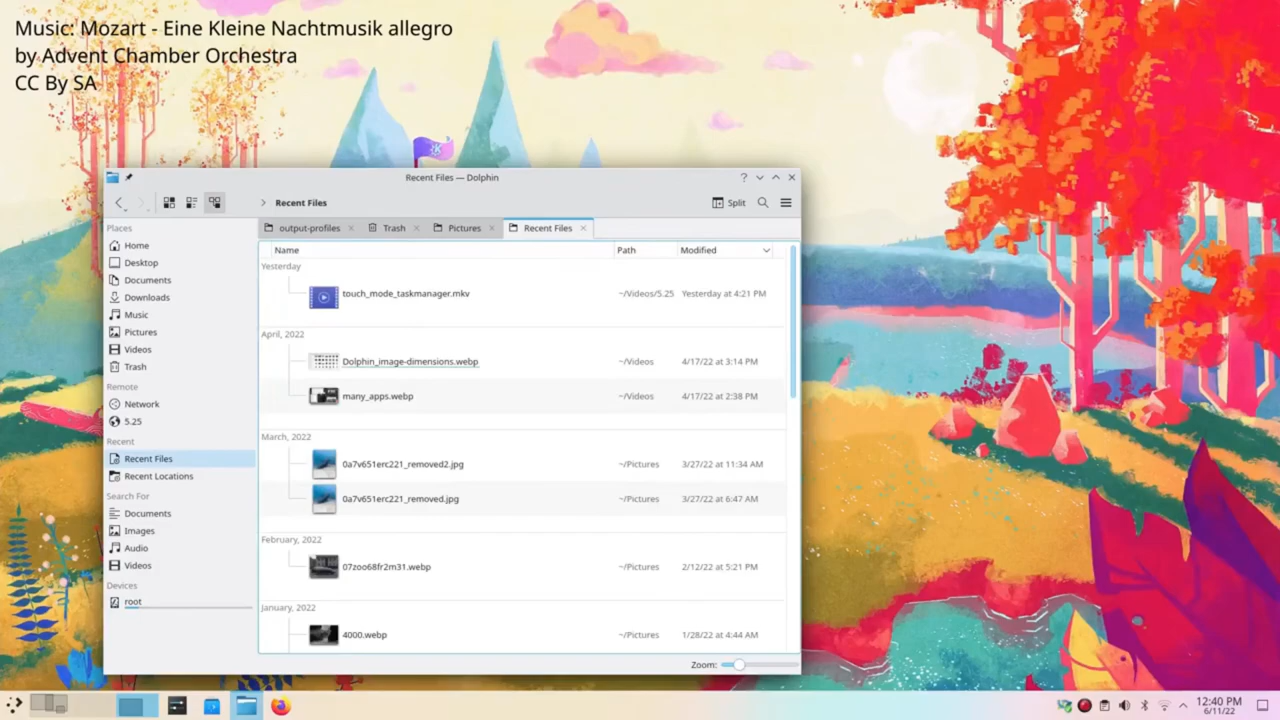 Music: Mozart - Eine Kleine Nachtmusik allegro
by Advent Chamber Orchestra
CC By SA
Recent Files — Dolphin
Recent Files
Split
Places
Home
Desktop
Documents
Downloads
Music
Pictures
Videos
Trash
Remote
Network
5.25
Recent
Recent Files
Recent Locations
Search For
Documents
Images
Audio
Videos
Devices
root
output-profiles Trash Pictures Recent Files
Name Path Modified
Yesterday
touch_mode_taskmanager.mkv ~/Videos/5.25 Yesterday at 4:21 PM
April, 2022
Dolphin_image-dimensions.webp ~/Videos 4/17/22 at 3:14 PM
many_apps.webp ~/Videos 4/17/22 at 2:38 PM
March, 2022
0a7v651erc221_removed2.jpg ~/Pictures 3/27/22 at 11:34 AM
0a7v651erc221_removed.jpg ~/Pictures 3/27/22 at 6:47 AM
February, 2022
07zoo68fr2m31.webp ~/Pictures 2/12/22 at 5:21 PM
January, 2022
4000.webp ~/Pictures 1/28/22 at 4:44 AM
Zoom:
12:40 PM
6/11/22